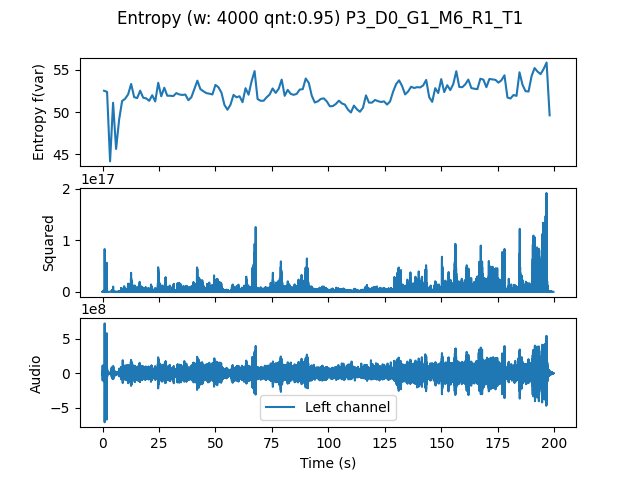 Entropy (w: 4000 qnt:0.95) P3_D0_G1_M6_R1_T1
Entropy f(var)
55
50
45
1e17
Squared
2
1
0
1e8
Audio
5
0
−5
Left channel
0 25 50 75 100 125 150 175 200
Time (s)